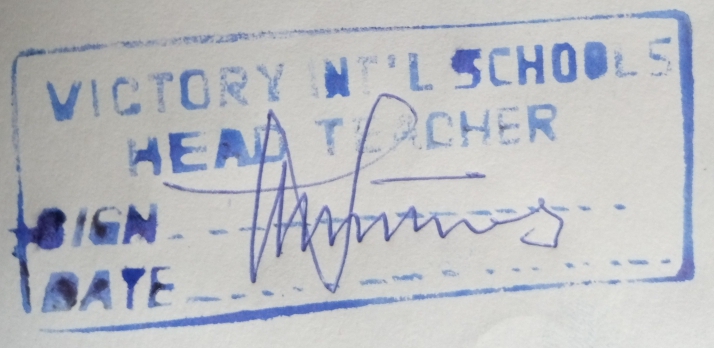 VICTORY INT'L SCHOOLS
HEAD TEACHER
SIGN
DATE